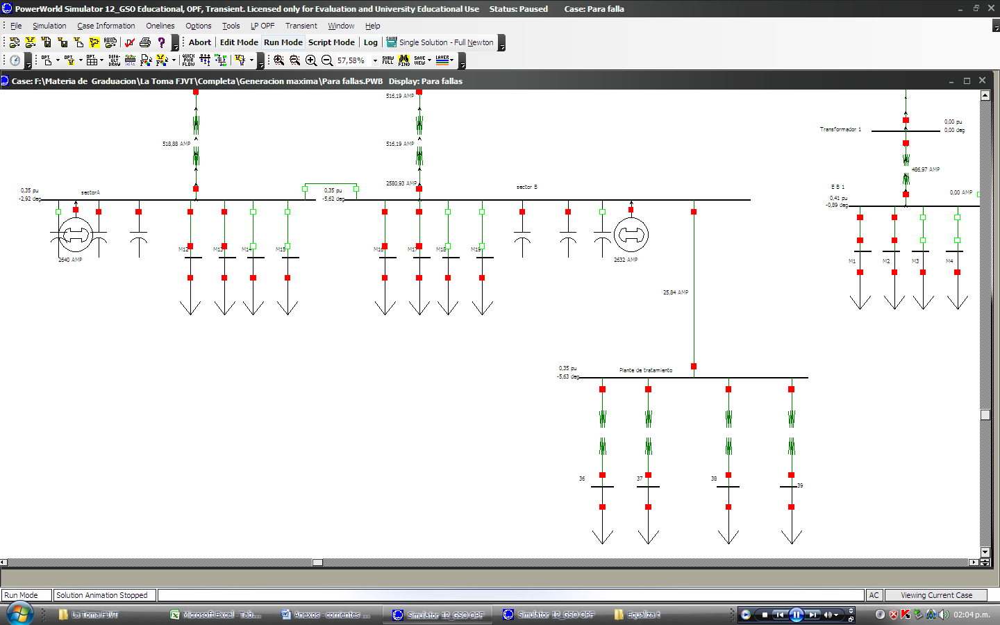 PowerWorld Simulator 12_GSO Educational, OPF, Transient. Licensed only for Evaluation and University Educational Use Status: Paused Case: Para falla
File Simulation Case Information Onelines Options Tools LP OPF Transient Window Help
Abort Edit Mode Run Mode Script Mode Log Single Solution - Full Newton
57,58%
Case: F:\Materia de Graduacion\La Toma FJVT\Completa\Generacion maxima\Para fallas.PWB Display: Para fallas
516,19 AMP
0,00 pu
Transformador 1
0,00 deg
518,88 AMP
516,19 AMP
486,97 AMP
2580,93 AMP
sector B
E B 1
0,35 pu
sectorA
0,35 pu
0,00 AMP
-2,92 deg
-5,62 deg
0,41 pu
-0,89 deg
M12 M13 M14 M15 M16 M17 M18 M19
2640 AMP
2632 AMP
M1 M2 M3 M4
25,84 AMP
0,35 pu
Plante de tratamiento
-5,63 deg
36 37 38 39
Run Mode Solution Animation Stopped AC Viewing Current Case
La Toma FJVT Microsoft Excel - Tab... Anexos - corrientes ... Simulator 12_GSO OPF Simulator 12_GSO OPF Equaliza t 02:04 p.m.